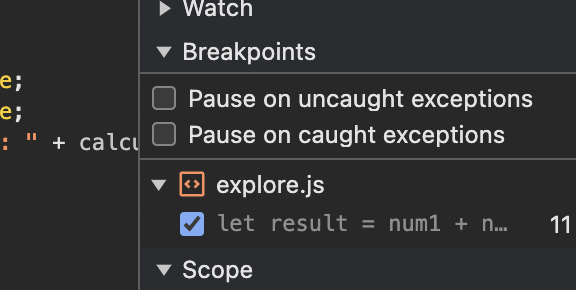 Watch
Breakpoints
e;
Pause on uncaught exceptions
e;
Pause on caught exceptions
: " + calcu
explore.js
let result = num1 + n… 11
Scope